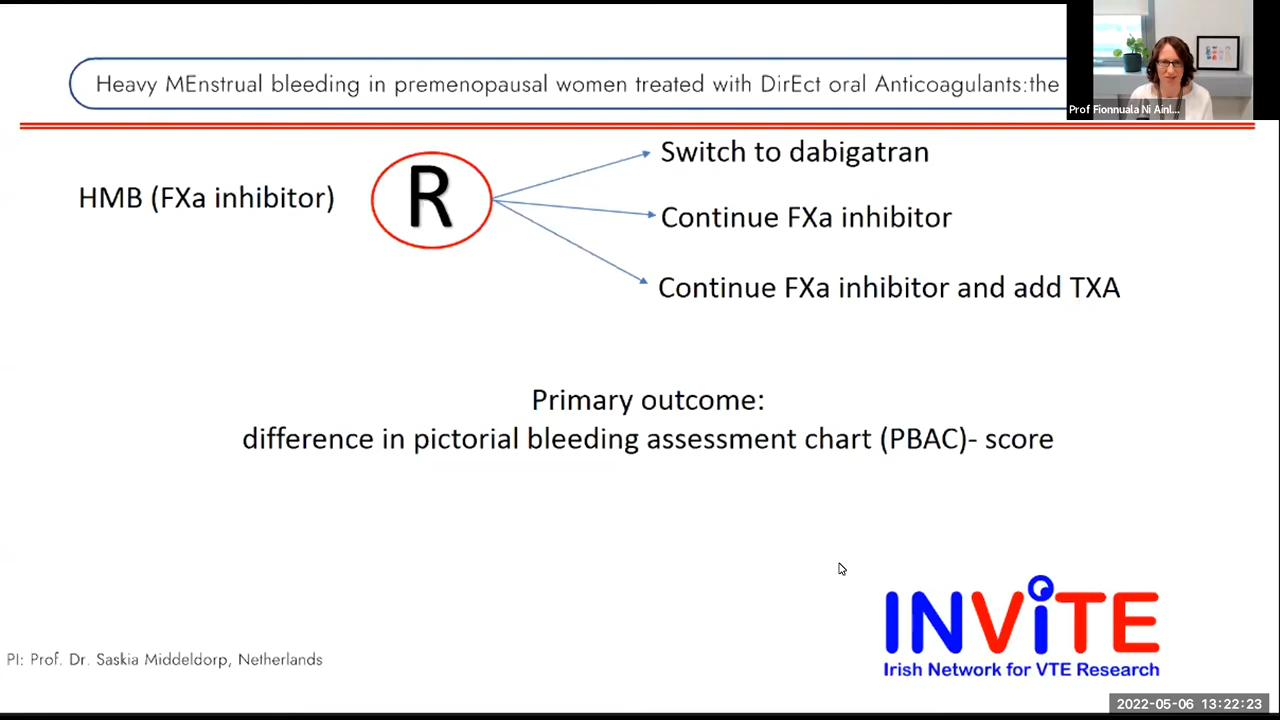 Heavy MEnstrual bleeding in premenopausal women treated with DirEct oral Anticoagulants:the
Prof Fionnuala Ni Ainl...
HMB (FXa inhibitor)
R
Switch to dabigatran
Continue FXa inhibitor
Continue FXa inhibitor and add TXA
Primary outcome:
difference in pictorial bleeding assessment chart (PBAC)- score
PI: Prof. Dr. Saskia Middeldorp, Netherlands
INViTE
Irish Network for VTE Research
2022-05-06 13:22:23